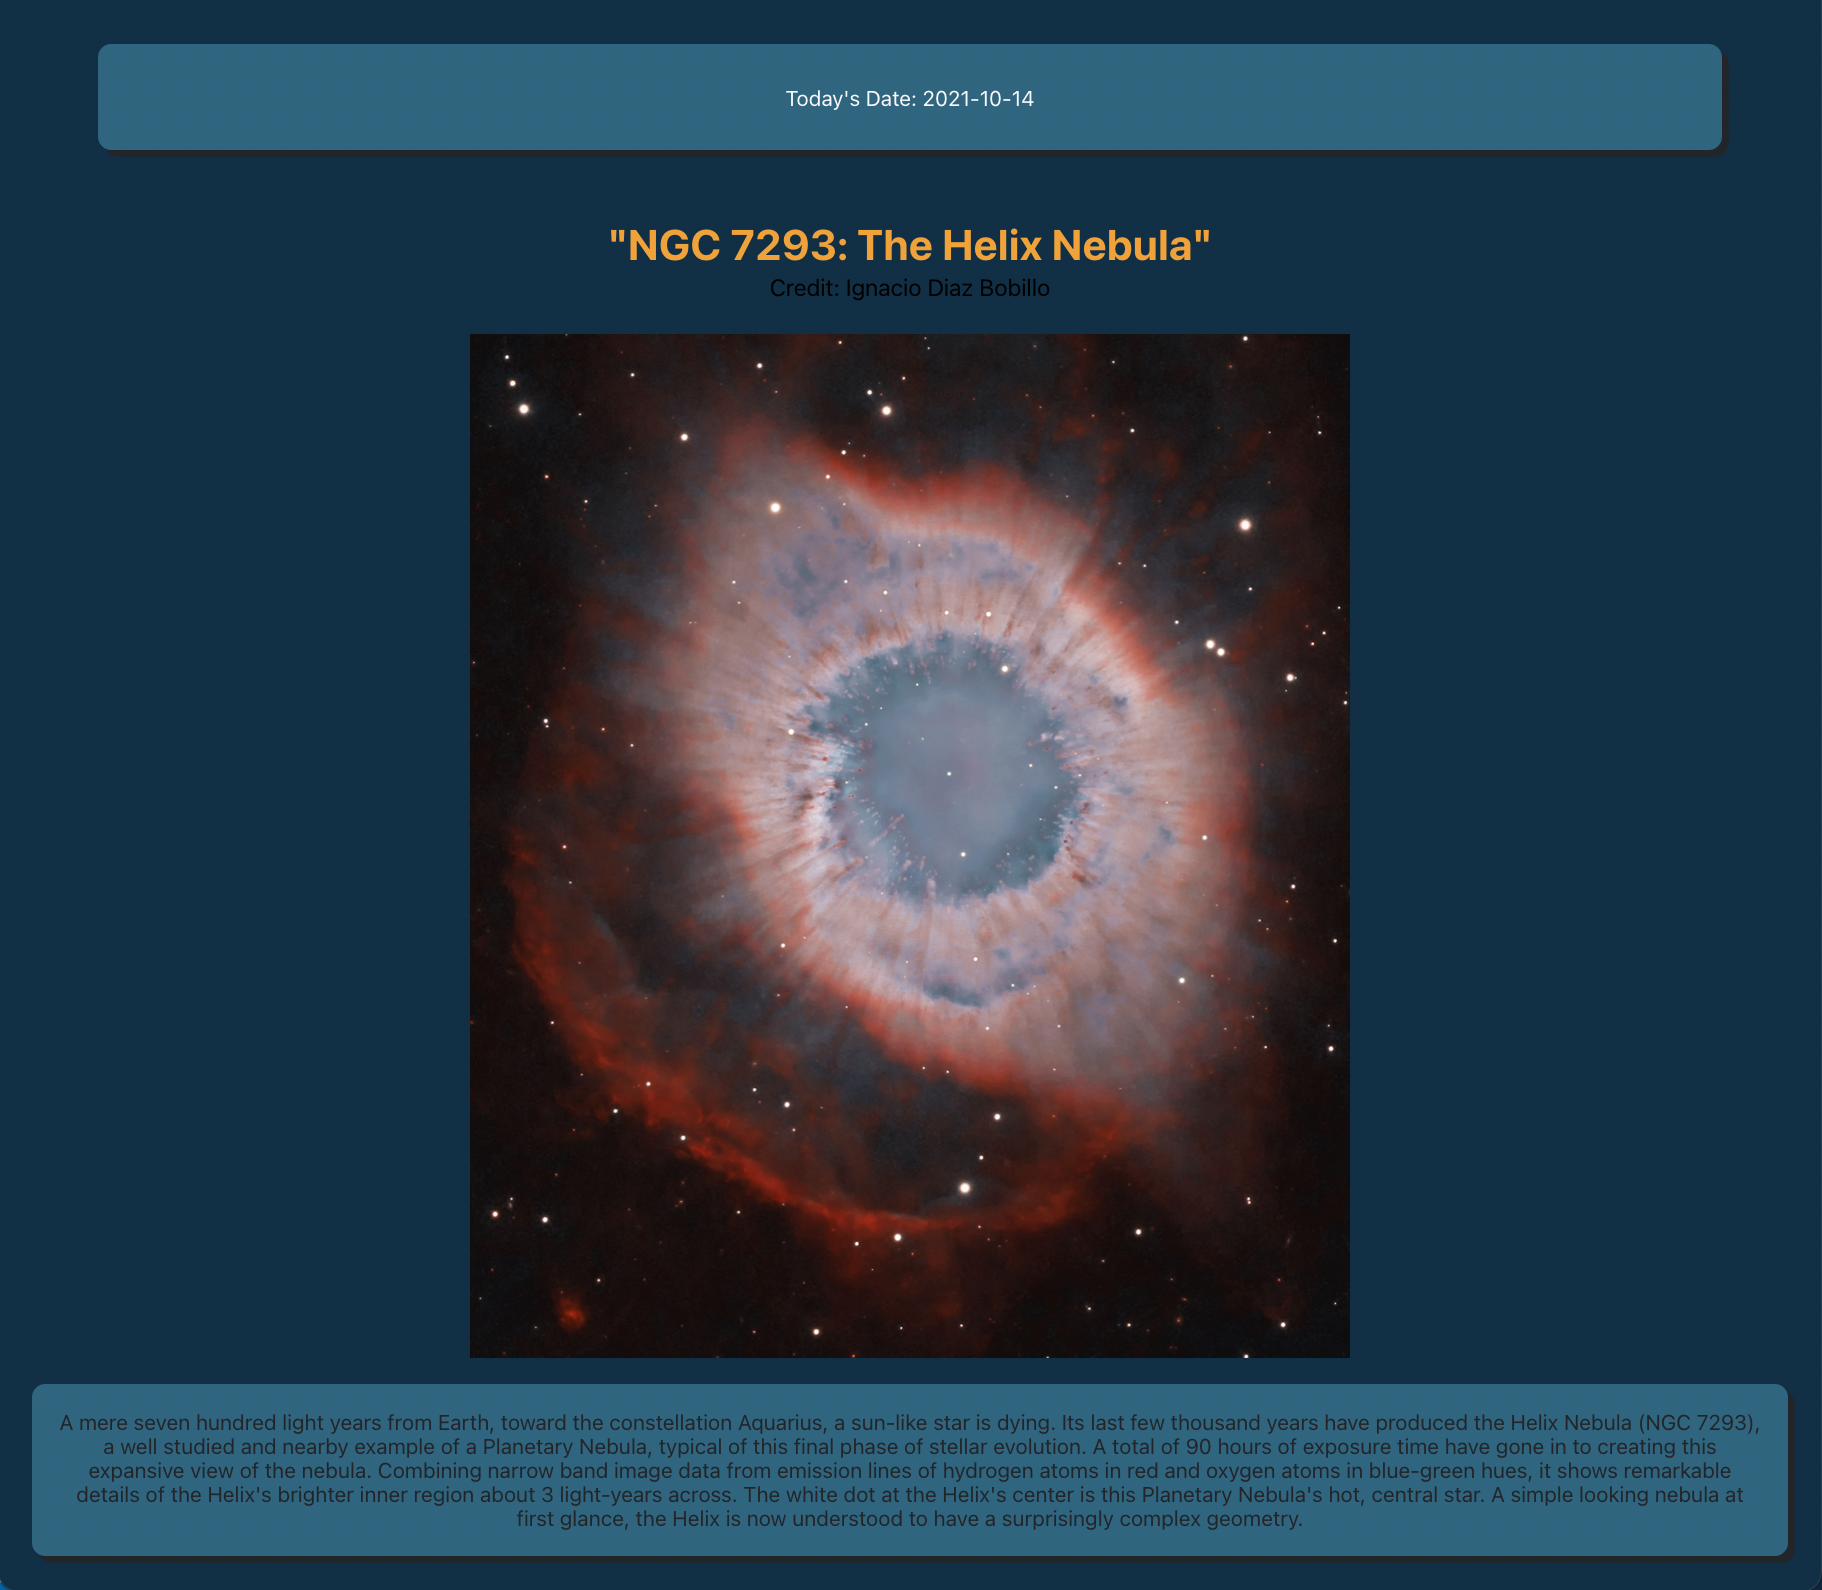 Today's Date: 2021-10-14
"NGC 7293: The Helix Nebula"
Credit: Ignacio Diaz Bobillo
A mere seven hundred light years from Earth, toward the constellation Aquarius, a sun-like star is dying. Its last few thousand years have produced the Helix Nebula (NGC 7293),
a well studied and nearby example of a Planetary Nebula, typical of this final phase of stellar evolution. A total of 90 hours of exposure time have gone in to creating this
expansive view of the nebula. Combining narrow band image data from emission lines of hydrogen atoms in red and oxygen atoms in blue-green hues, it shows remarkable
details of the Helix's brighter inner region about 3 light-years across. The white dot at the Helix's center is this Planetary Nebula's hot, central star. A simple looking nebula at
first glance, the Helix is now understood to have a surprisingly complex geometry.